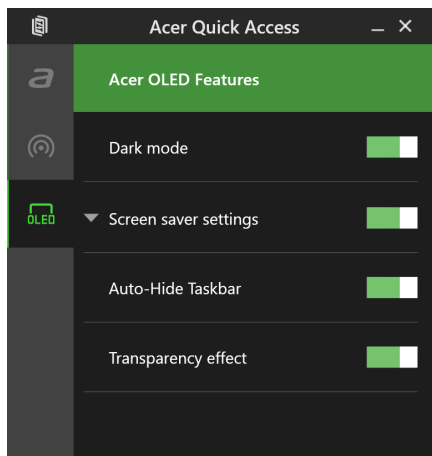 Acer Quick Access
Acer OLED Features
Dark mode
OLED
Screen saver settings
Auto-Hide Taskbar
Transparency effect